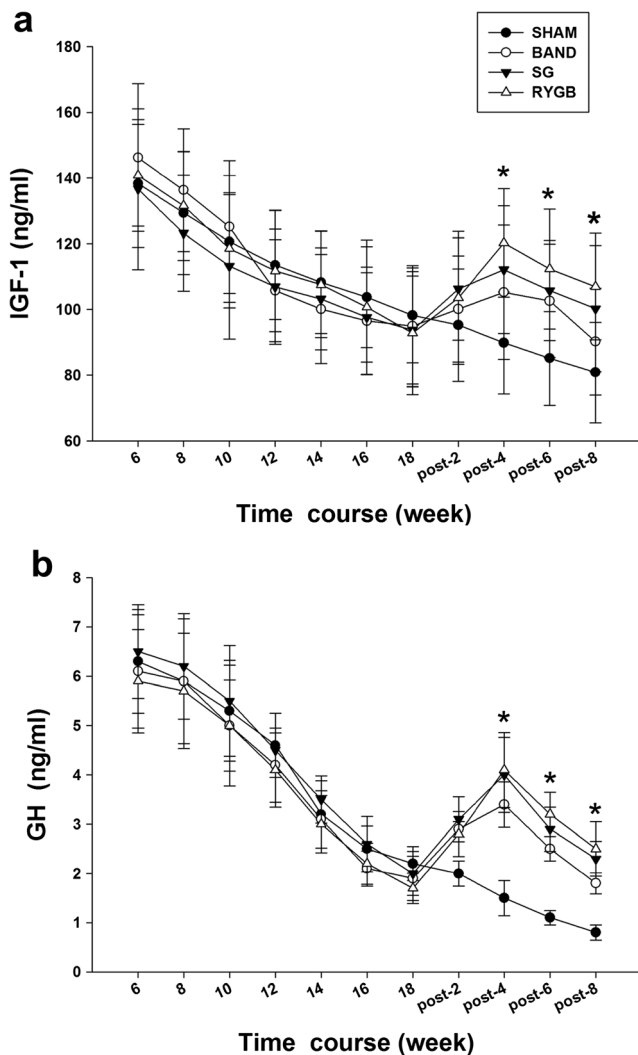 a
SHAM
BAND
SG
RYGB
180
160
140
120
100
80
60
IGF-1 (ng/ml)
* * *
6 8 10 12 14 16 18 post-2 post-4 post-6 post-8
Time course (week)
b
8
7
6
5
4
3
2
1
0
GH (ng/ml)
* * *
6 8 10 12 14 16 18 post-2 post-4 post-6 post-8
Time course (week)